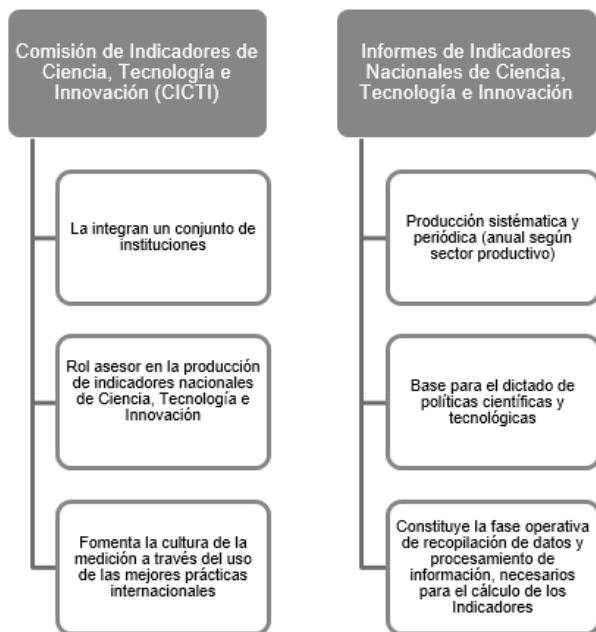 Comisión de Indicadores de
Ciencia, Tecnología e
Innovación (CICTI)
La integran un conjunto de
instituciones
Rol asesor en la producción
de indicadores nacionales
de Ciencia, Tecnología e
Innovación
Fomenta la cultura de la
medición a través del uso
de las mejores prácticas
internacionales
Informes de Indicadores
Nacionales de Ciencia,
Tecnología e Innovación
Producción sistématica y
periódica (anual según
sector productivo)
Base para el dictado de
políticas científicas y
tecnológicas
Constituye la fase operativa
de recopilación de datos y
procesamiento de
información, necesarios
para el cálculo de los
Indicadores